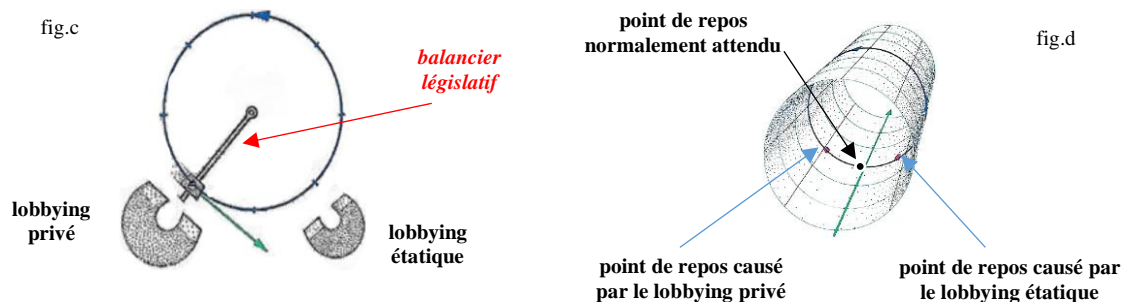 fig.c
balancier
législatif
lobbying
privé
lobbying
étatique
point de repos
normalement attendu
fig.d
point de repos causé
par le lobbying privé
point de repos causé par
le lobbying étatique